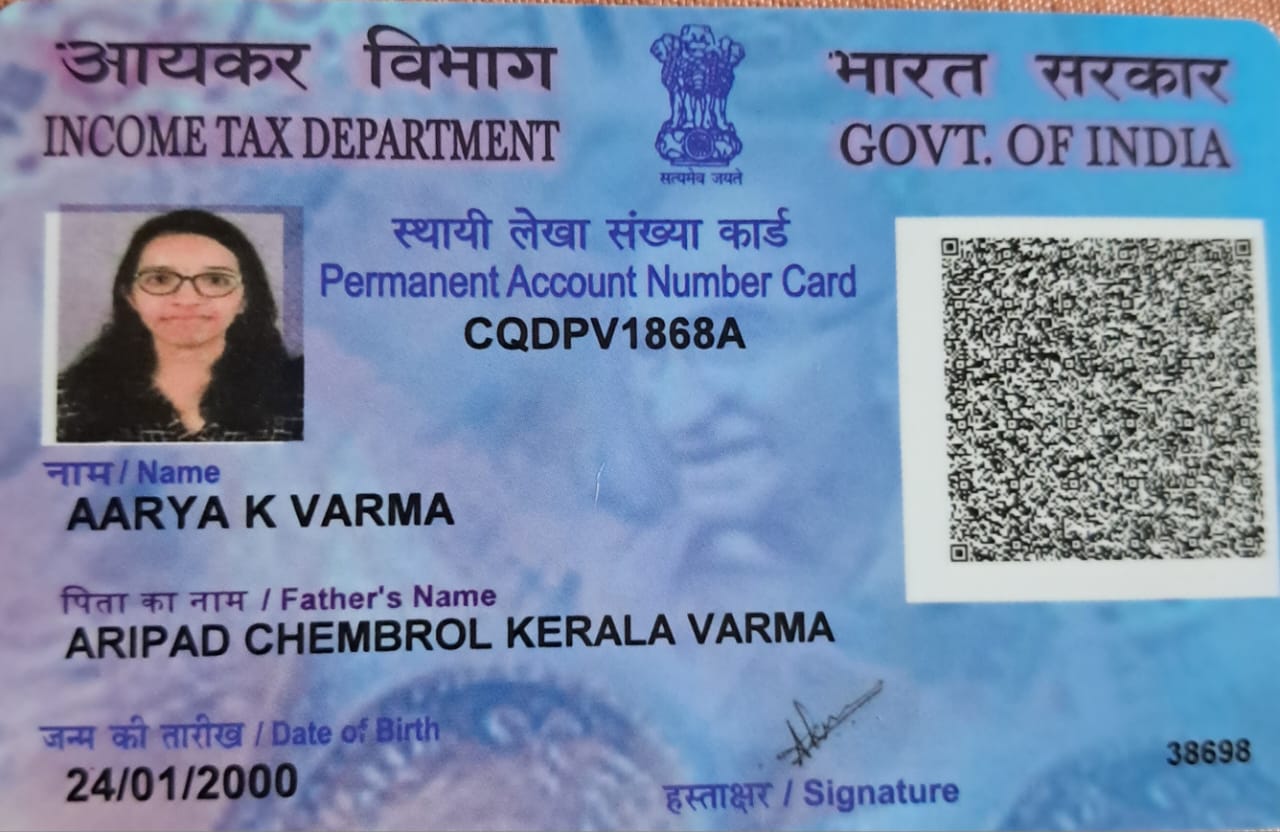 आयकर विभाग
INCOME TAX DEPARTMENT
भारत सरकार
GOVT. OF INDIA
सत्यमेव जयते
स्थायी लेखा संख्या कार्ड
Permanent Account Number Card
CQDPV1868A
नाम / Name
AARYA K VARMA
पिता का नाम / Father's Name
ARIPAD CHEMBROL KERALA VARMA
जन्म की तारीख / Date of Birth
24/01/2000
हस्ताक्षर / Signature
38698